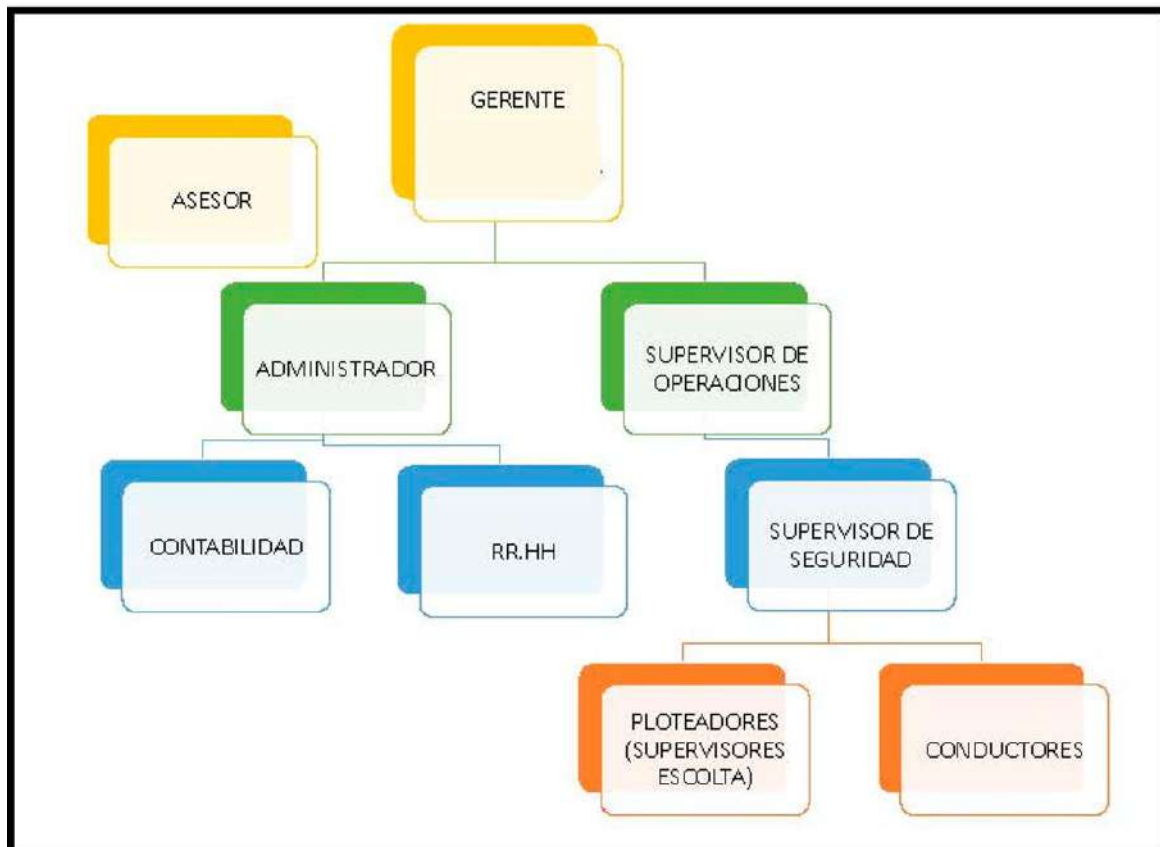 GERENTE
.
ASESOR
ADMINISTRADOR
SUPERVISOR DE
OPERACIONES
CONTABILIDAD
RR.HH
SUPERVISOR DE
SEGURIDAD
PLOTEADORES
(SUPERVISORES
ESCOLTA)
CONDUCTORES